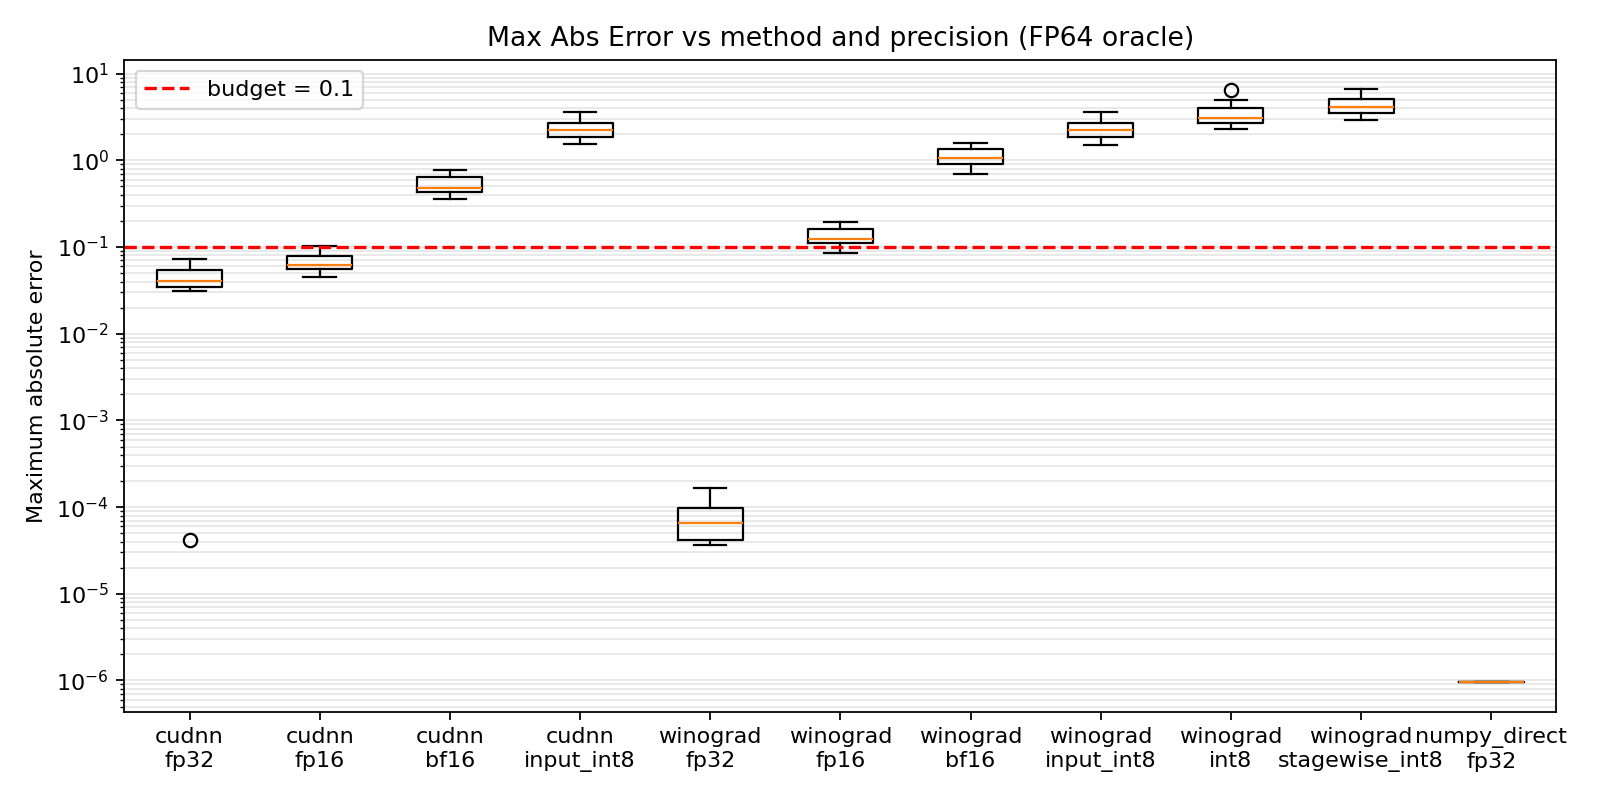 Max Abs Error vs method and precision (FP64 oracle)
budget = 0.1
Maximum absolute error
10^1
10^0
10^-1
10^-2
10^-3
10^-4
10^-5
10^-6
cudnn
fp32
cudnn
fp16
cudnn
bf16
cudnn
input_int8
winograd
fp32
winograd
fp16
winograd
bf16
winograd
input_int8
winograd
int8
winograd
stagewise_int8
numpy_direct
fp32